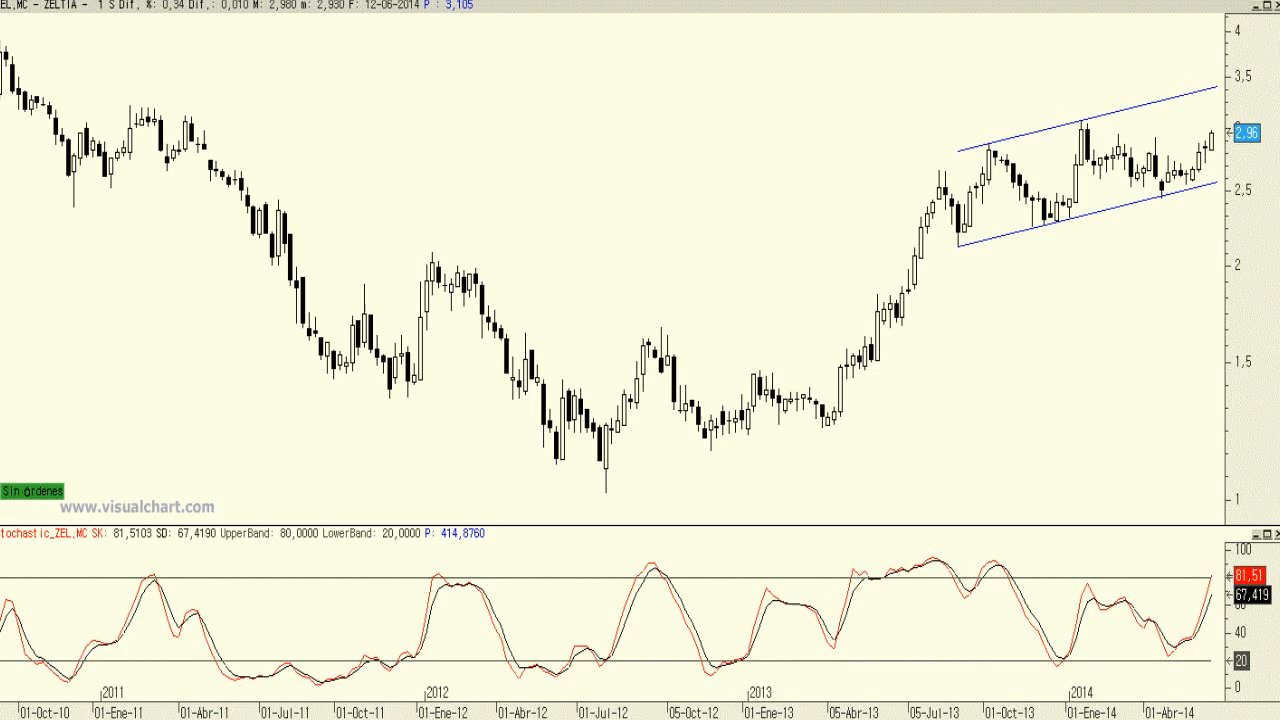 EL,MC - ZELTIA - 1 S Dif. %: 0,34 Dif.: 0,010 M: 2,980 m: 2,930 F: 12-06-2014 P : 3,105
4
3,5
2,96
2,5
2
1,5
1
Sin órdenes
www.visualchart.com
tochastic_ZEL,MC SK: 81,5103 SD: 67,4190 UpperBand: 80,0000 LowerBand: 20,0000 P: 414,8760
100
81,51
67,419
60
40
20
0
2011 2012 2013 2014
01-Oct-10 01-Ene-11 01-Abr-11 01-Jul-11 01-Oct-11 01-Ene-12 01-Abr-12 01-Jul-12 05-Oct-12 01-Ene-13 05-Abr-13 05-Jul-13 01-Oct-13 01-Ene-14 01-Abr-14